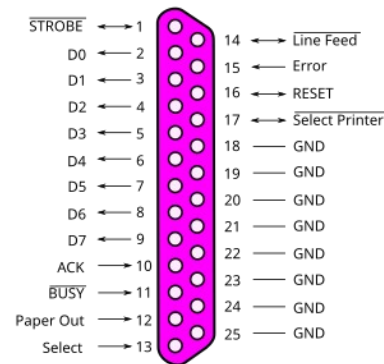 STROBE 1
D0 2
D1 3
D2 4
D3 5
D4 6
D5 7
D6 8
D7 9
ACK 10
BUSY 11
Paper Out 12
Select 13
14 Line Feed
15 Error
16 RESET
17 Select Printer
18 GND
19 GND
20 GND
21 GND
22 GND
23 GND
24 GND
25 GND